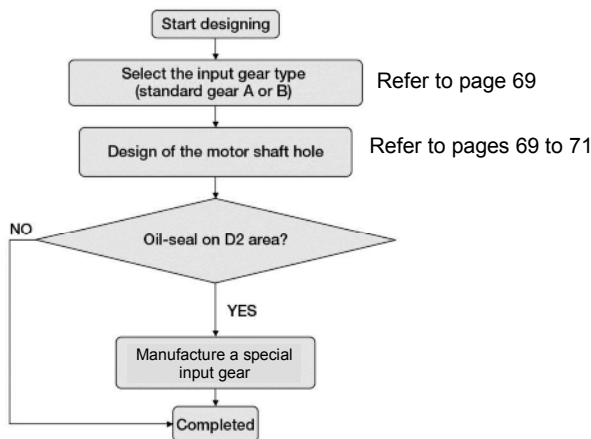 Start designing
Select the input gear type
(standard gear A or B)
Refer to page 69
Design of the motor shaft hole
Refer to pages 69 to 71
NO
Oil-seal on D2 area?
YES
Manufacture a special
input gear
Completed